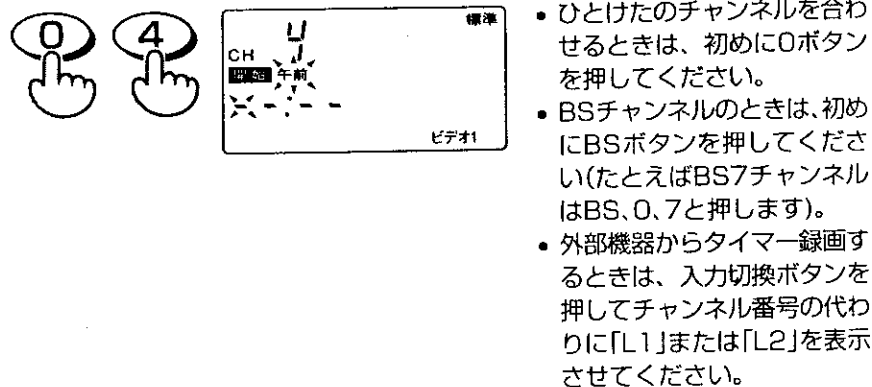 0
4
標準
4
CH
開始 午前
- - : - -
ビデオ1
• ひとけたのチャンネルを合わ
せるときは、初めに0ボタン
を押してください。
• BSチャンネルのときは、初め
にBSボタンを押してくださ
い(たとえばBS7チャンネル
はBS、0、7と押します)。
• 外部機器からタイマー録画す
るときは、入力切換ボタンを
押してチャンネル番号の代わ
りに「L1」または「L2」を表示
させてください。